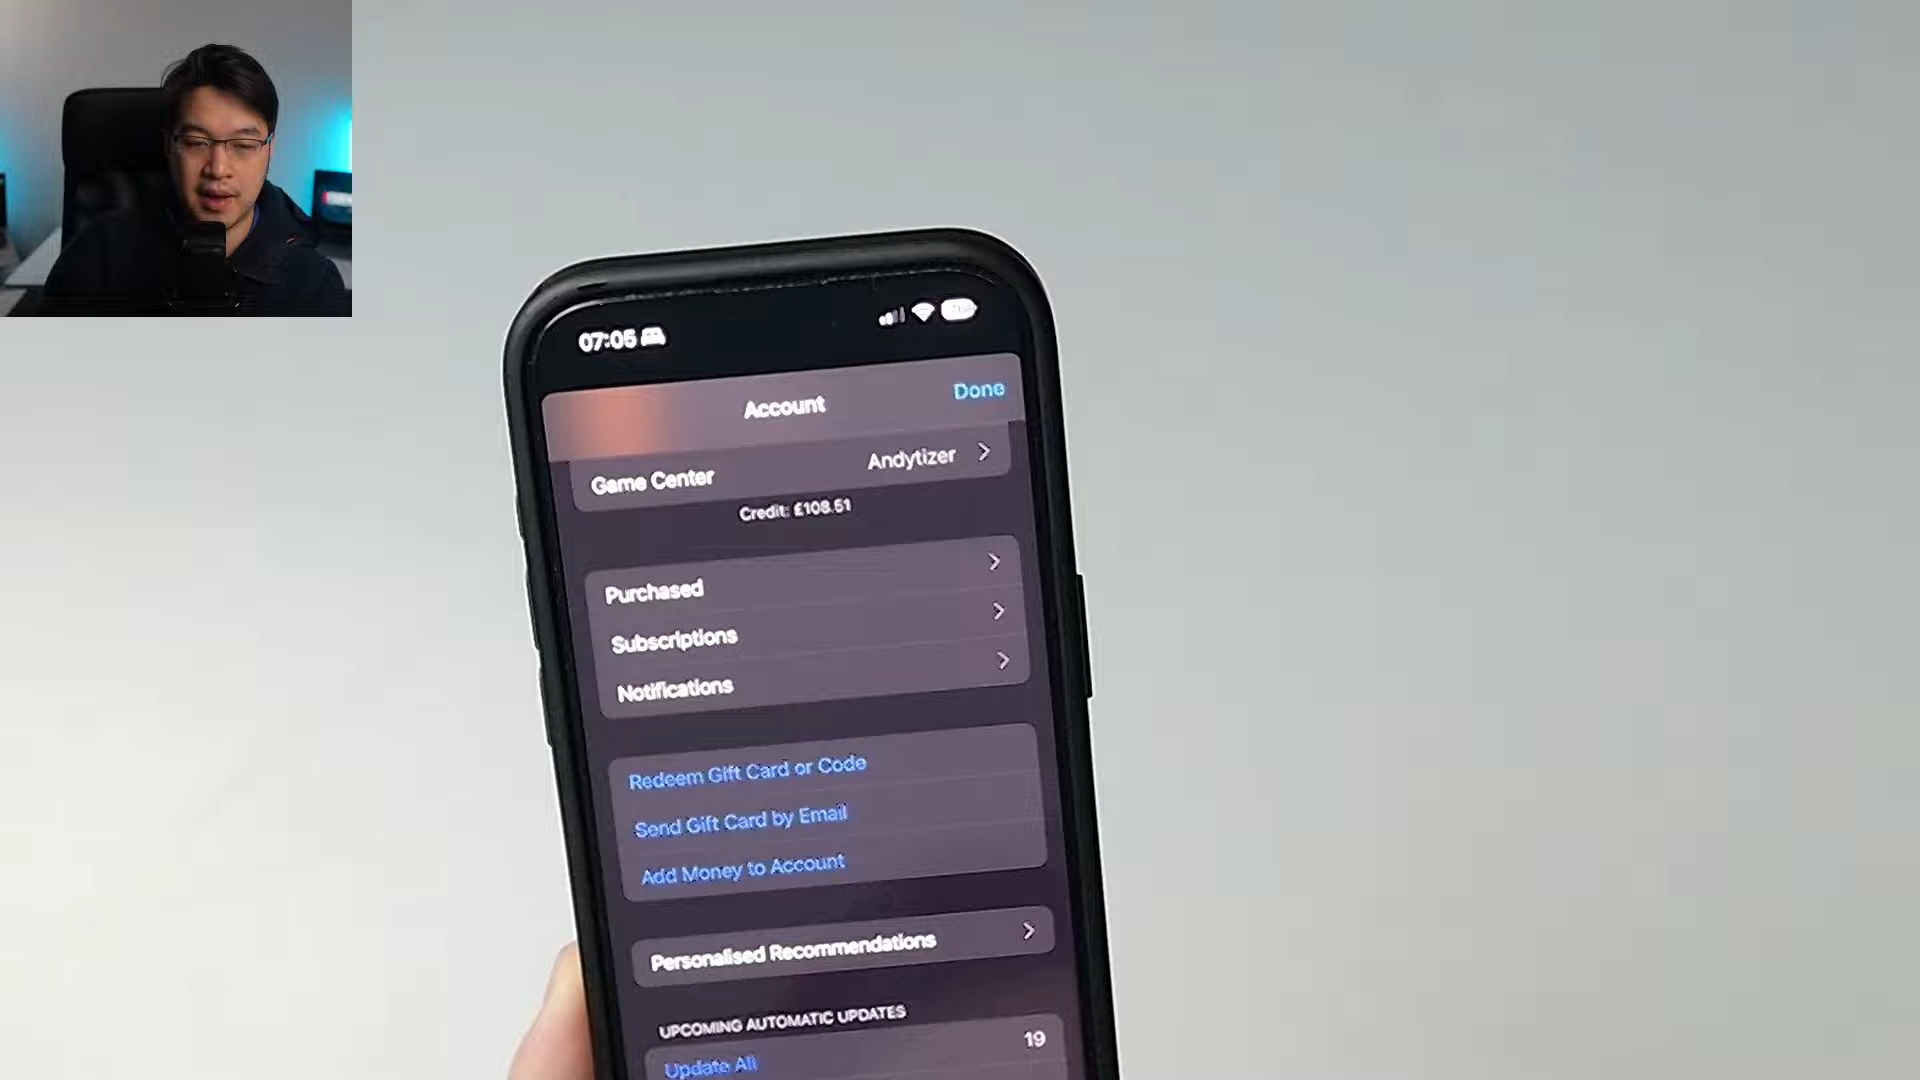 07:05
Account
Done
Game Center
Andytizer
Credit: £108.51
Purchased
Subscriptions
Notifications
Redeem Gift Card or Code
Send Gift Card by Email
Add Money to Account
Personalised Recommendations
UPCOMING AUTOMATIC UPDATES
Update All
19